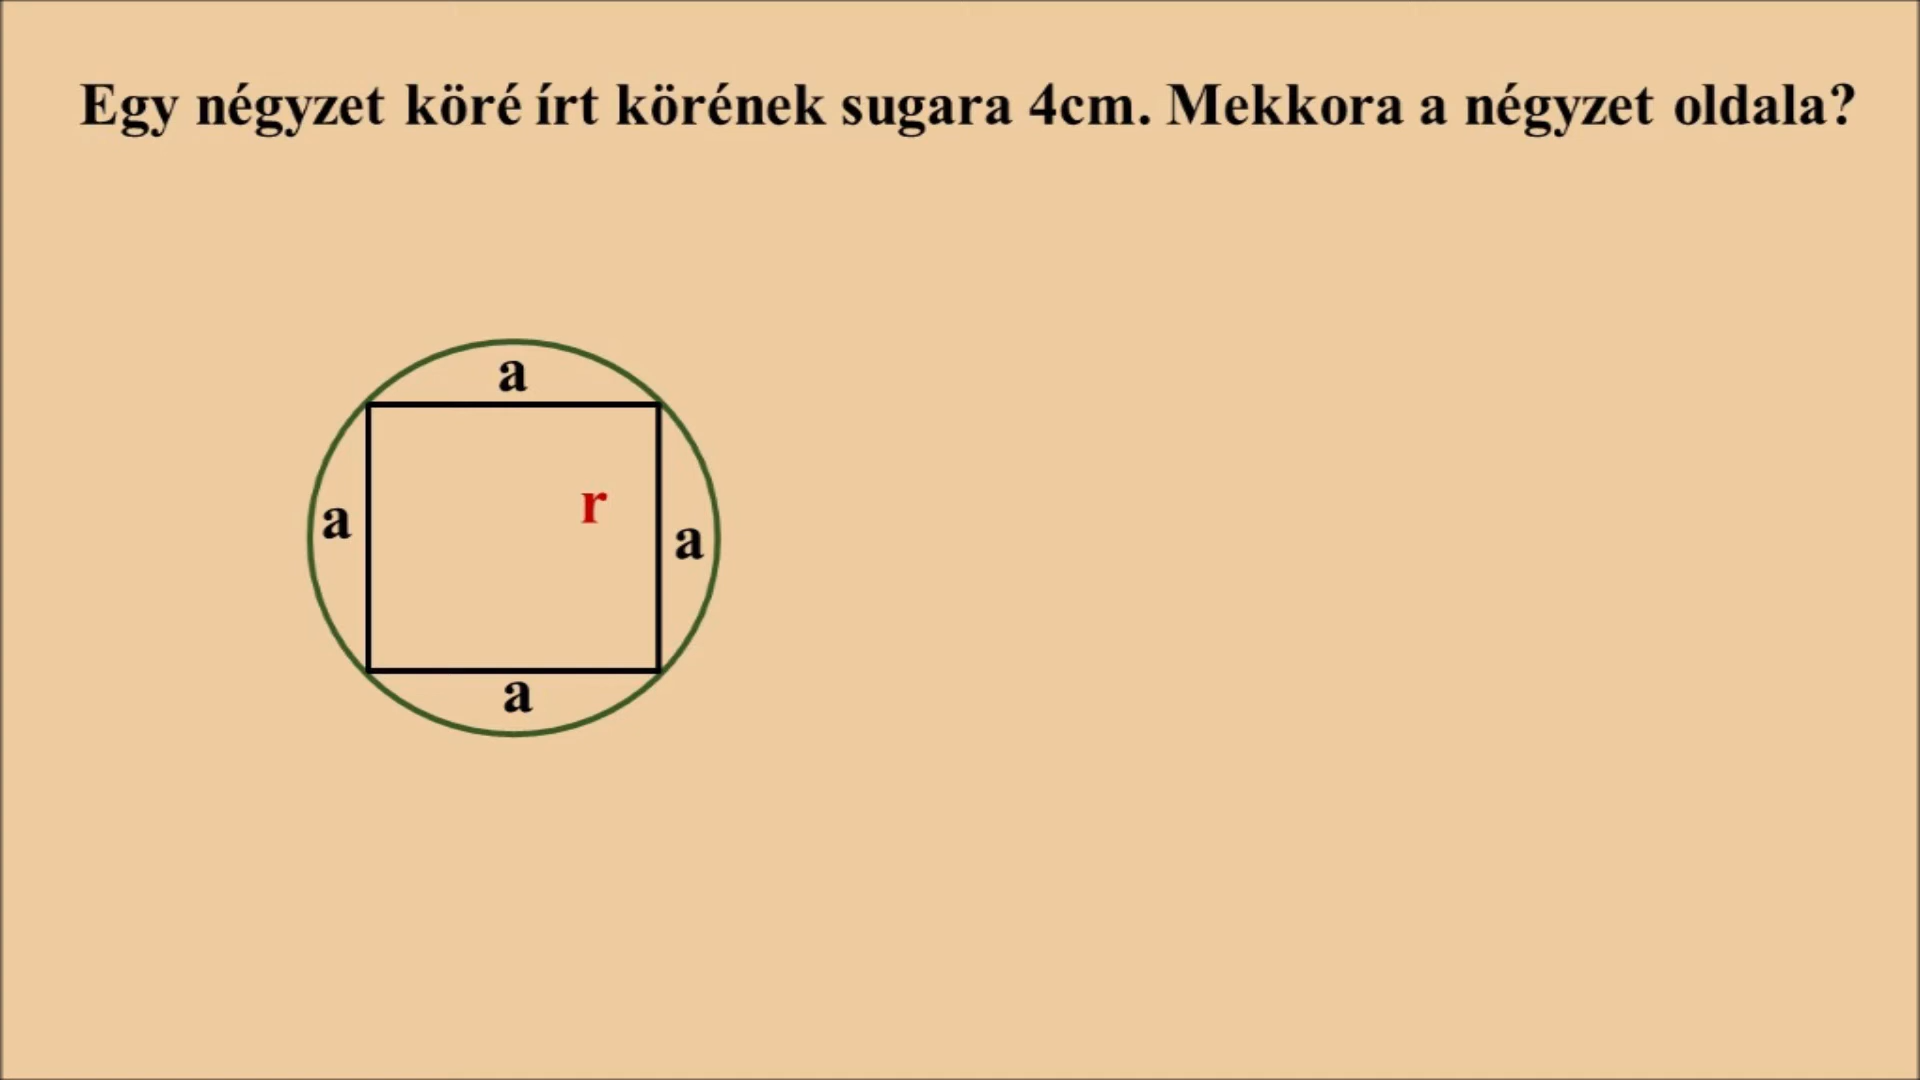 Egy négyzet köré írt körének sugara 4cm. Mekkora a négyzet oldala?
a
r
a
a
a